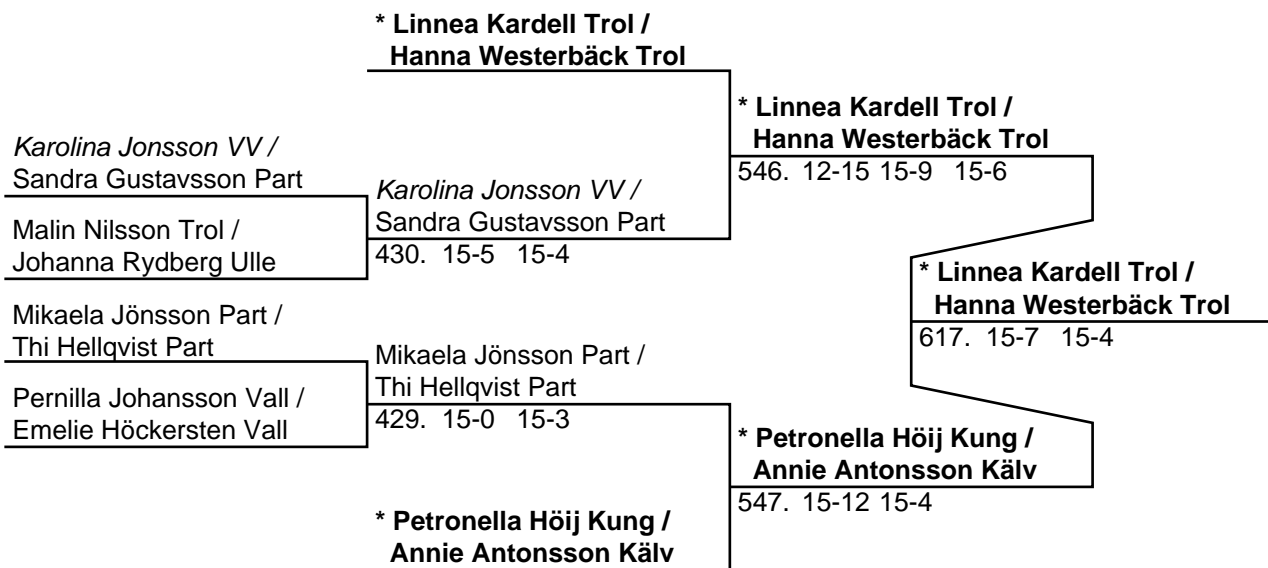 * Linnea Kardell Trol /
Hanna Westerbäck Trol
* Linnea Kardell Trol /
Hanna Westerbäck Trol
546. 12-15 15-9 15-6
Karolina Jonsson VV /
Sandra Gustavsson Part
Karolina Jonsson VV /
Sandra Gustavsson Part
430. 15-5 15-4
Malin Nilsson Trol /
Johanna Rydberg Ulle
* Linnea Kardell Trol /
Hanna Westerbäck Trol
617. 15-7 15-4
Mikaela Jönsson Part /
Thi Hellqvist Part
Mikaela Jönsson Part /
Thi Hellqvist Part
429. 15-0 15-3
Pernilla Johansson Vall /
Emelie Höckersten Vall
* Petronella Höij Kung /
Annie Antonsson Kälv
547. 15-12 15-4
* Petronella Höij Kung /
Annie Antonsson Kälv